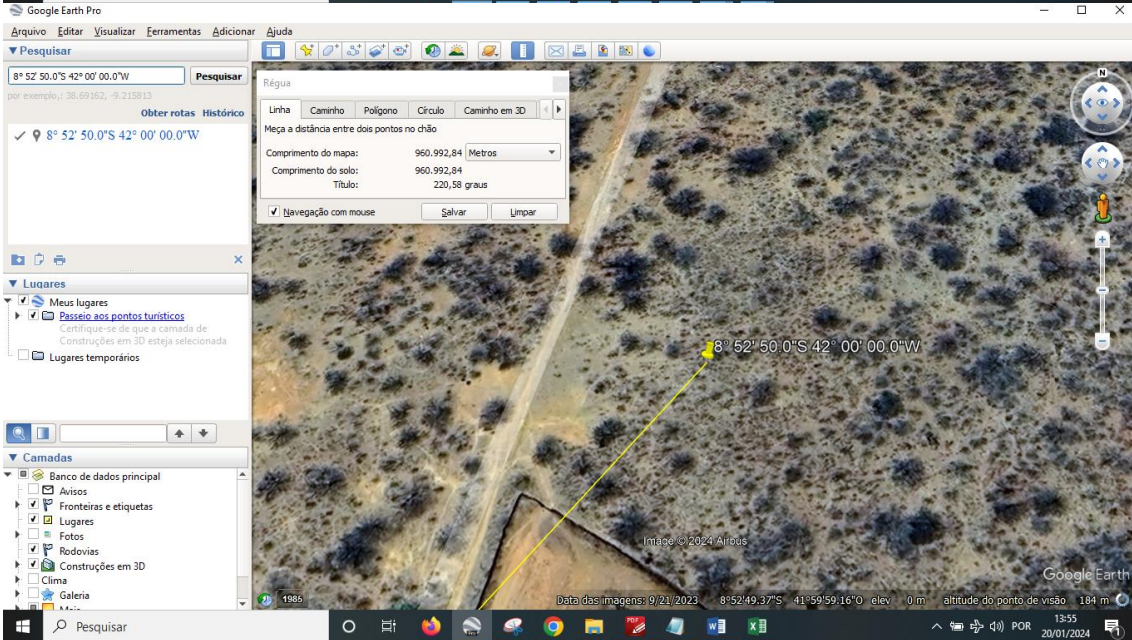 Google Earth Pro
Arquivo Editar Visualizar Ferramentas Adicionar Ajuda
Pesquisar
8° 52' 50.0"S 42° 00' 00.0"W Pesquisar
por exemplo,: 38.69162, -9.215813
Obter rotas Histórico
8° 52' 50.0"S 42° 00' 00.0"W
Régua
Linha Caminho Polígono Círculo Caminho em 3D
Meça a distância entre dois pontos no chão
Comprimento do mapa: 960.992,84 Metros
Comprimento do solo: 960.992,84
Título: 220,58 graus
Navegação com mouse Salvar Limpar
N
Lugares
Meus lugares
Passeio aos pontos turísticos
Certifique-se de que a camada de
Construções em 3D esteja selecionada
Lugares temporários
8° 52' 50.0"S 42° 00' 00.0"W
Camadas
Banco de dados principal
Avisos
Fronteiras e etiquetas
Lugares
Fotos
Rodovias
Construções em 3D
Clima
Galeria
Image © 2024 Airbus
Google Earth
1985
Data das imagens: 9/21/2023 8°52'49.37"S 41°59'59.16"O elev 0 m altitude do ponto de visão 184 m
Pesquisar
POR
13:55
20/01/2024